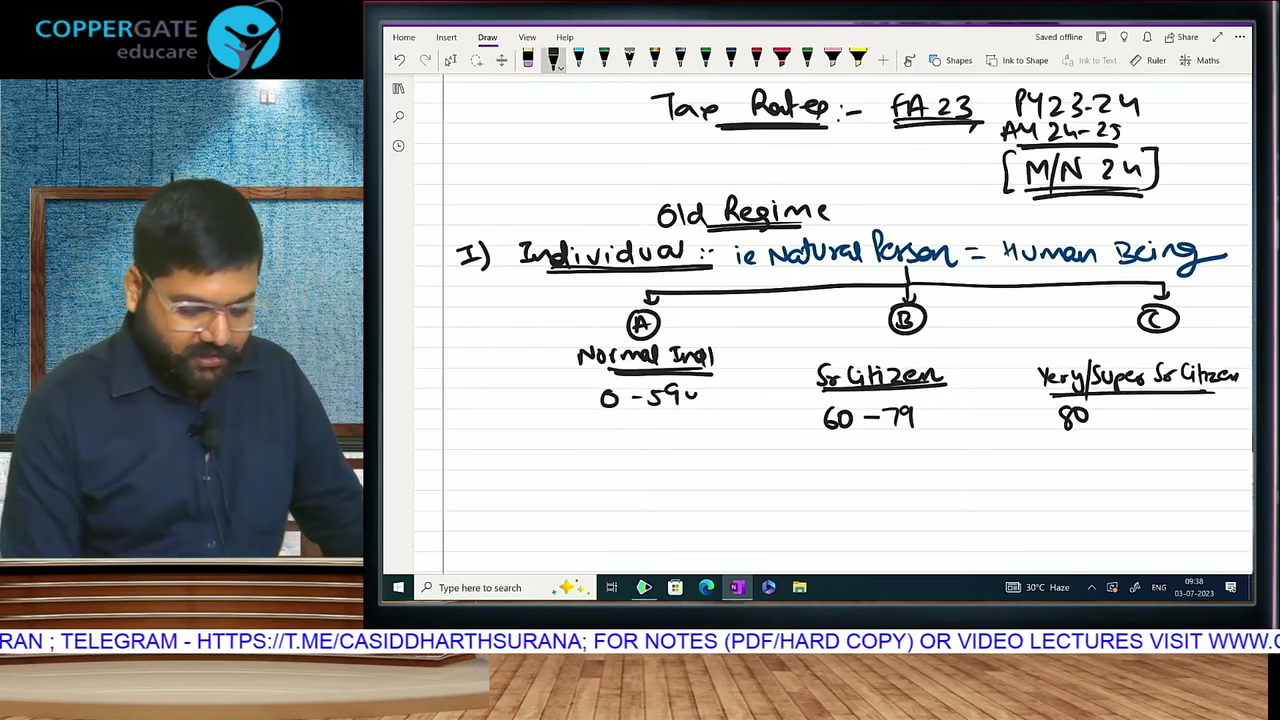 COPPERGATE
educare
Home Insert Draw View Help
Saved offline
Share
Shapes
Ink to Shape
Ink to Text
Ruler
Maths
Tax Rates :- FA 23 PY 23-24
AY 24-25
[M/N 24]
Old Regime
I) Individual :- ie Natural Person = Human Being
A B C
Normal Indl
Sr Citizen
Very/Super Sr Citizen
0 - 59
60 - 79
80
Type here to search
30°C Haze
ENG
09:38
03-07-2023
RAN ; TELEGRAM - HTTPS://T.ME/CASIDDHARTHSURANA; FOR NOTES (PDF/HARD COPY) OR VIDEO LECTURES VISIT WWW.